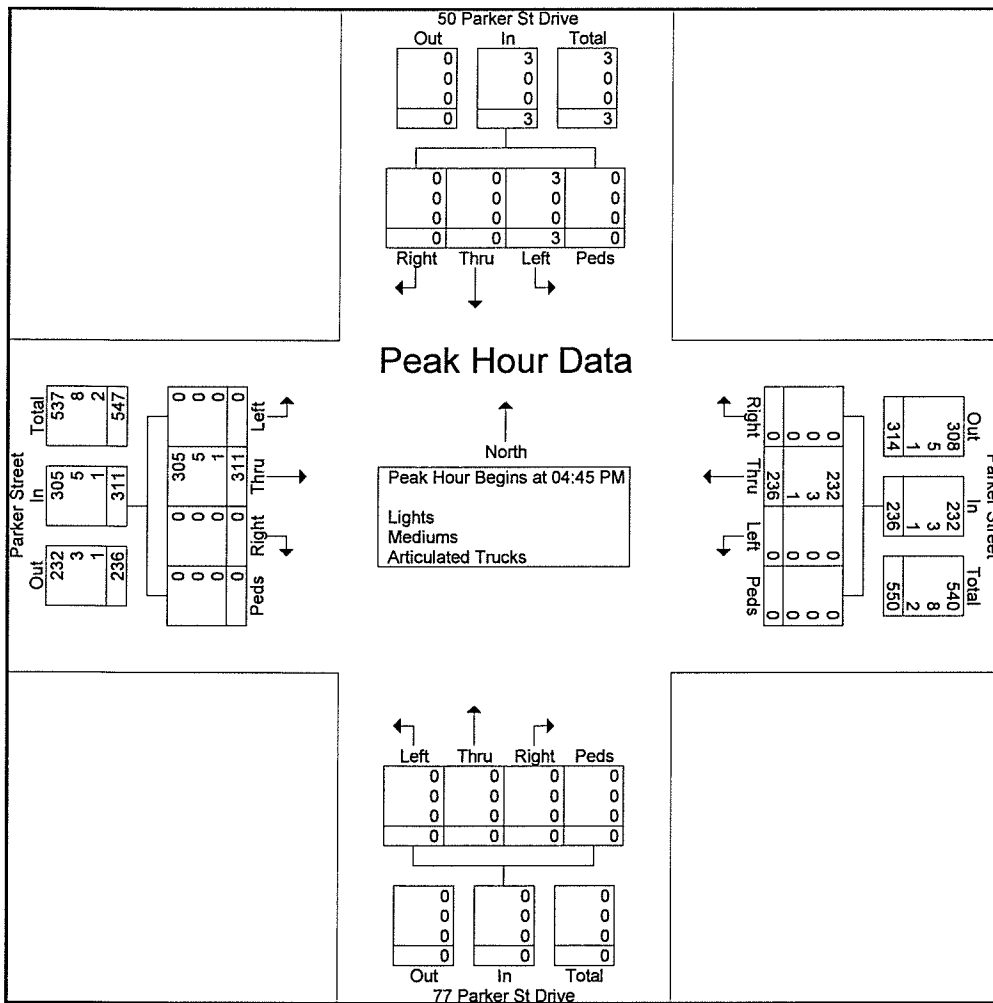 50 Parker St Drive
Out In Total
0 3 3
0 0 0
0 0 0
0 3 3
0 0 3 0
0 0 0 0
0 0 0 0
0 0 3 0
Right Thru Left Peds
Peak Hour Data
North
Peak Hour Begins at 04:45 PM
Lights
Mediums
Articulated Trucks
Parker Street
Out In Total
232 305 537
3 5 8
1 1 2
236 311 547
Peds Right Thru Left
0 0 305 0
0 0 5 0
0 0 1 0
0 0 311 0
Parker Street
Out In Total
308 232 540
5 3 8
1 1 2
314 236 550
Right Thru Left Peds
0 232 0 0
0 3 0 0
0 1 0 0
0 236 0 0
Left Thru Right Peds
0 0 0 0
0 0 0 0
0 0 0 0
0 0 0 0
0 0 0
0 0 0
0 0 0
0 0 0
Out In Total
77 Parker St Drive